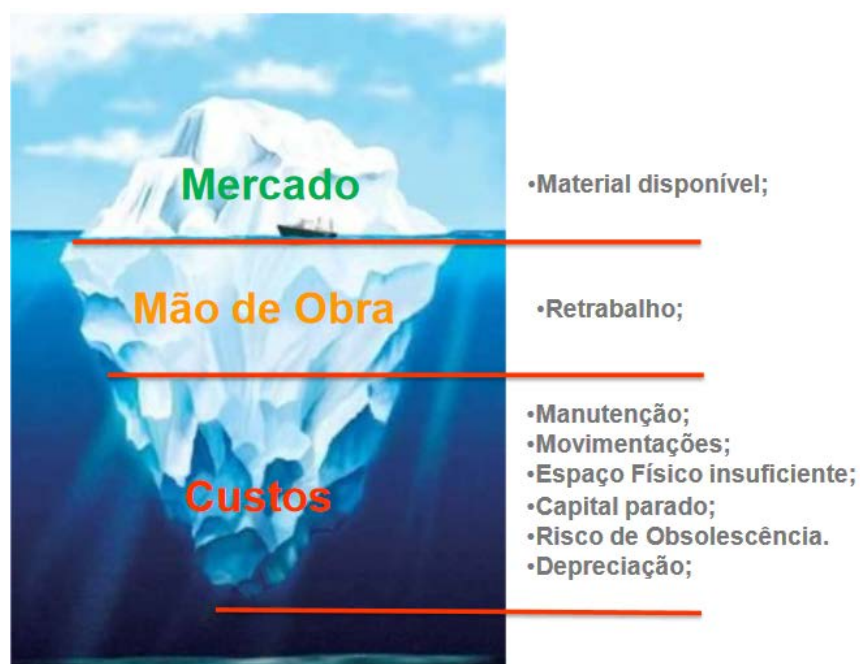 Mercado
•Material disponível;
Mão de Obra
•Retrabalho;
Custos
•Manutenção;
•Movimentações;
•Espaço Físico insuficiente;
•Capital parado;
•Risco de Obsolescência.
•Depreciação;